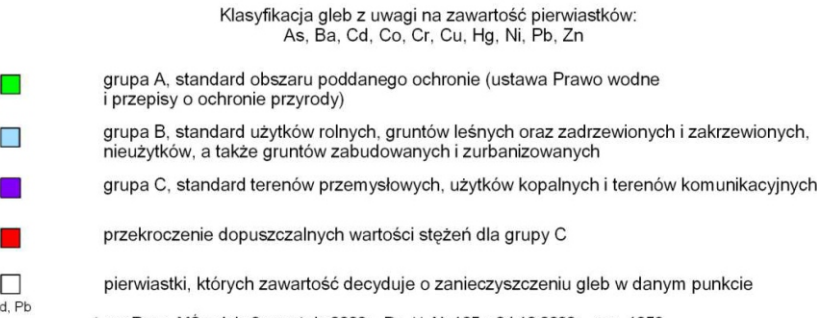 Klasyfikacja gleb z uwagi na zawartość pierwiastków:
As, Ba, Cd, Co, Cr, Cu, Hg, Ni, Pb, Zn
grupa A, standard obszaru poddanego ochronie (ustawa Prawo wodne
i przepisy o ochronie przyrody)
grupa B, standard użytków rolnych, gruntów leśnych oraz zadrzewionych i zakrzewionych,
nieużytków, a także gruntów zabudowanych i zurbanizowanych
grupa C, standard terenów przemysłowych, użytków kopalnych i terenów komunikacyjnych
przekroczenie dopuszczalnych wartości stężeń dla grupy C
pierwiastki, których zawartość decyduje o zanieczyszczeniu gleb w danym punkcie
d, Pb